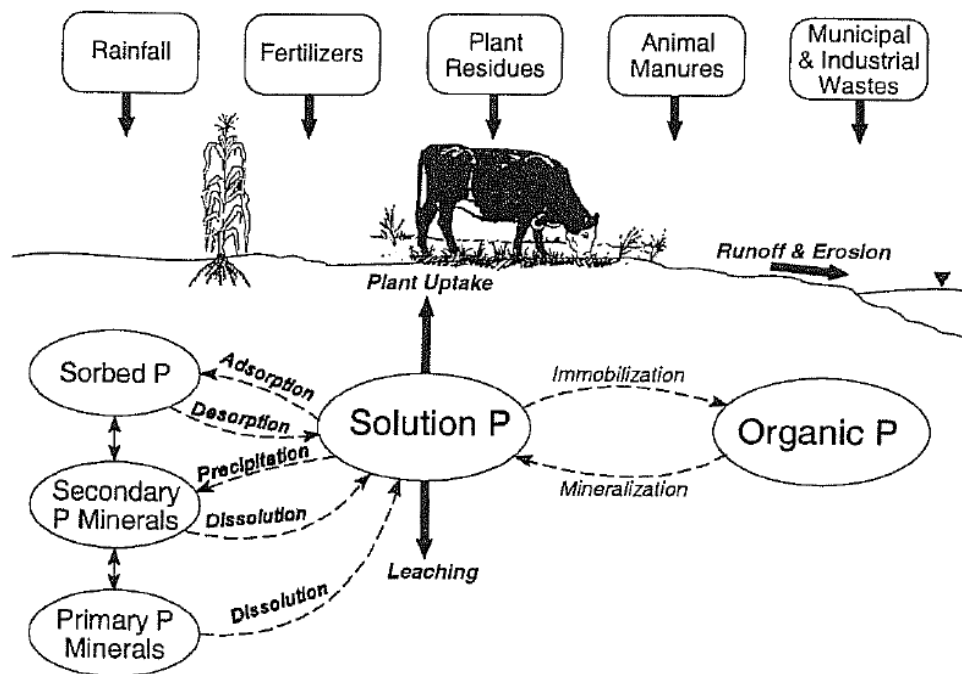 Rainfall
Fertilizers
Plant
Residues
Animal
Manures
Municipal
& Industrial
Wastes
Runoff & Erosion
Plant Uptake
Sorbed P
Adsorption
Desorption
Solution P
Immobilization
Organic P
Mineralization
Precipitation
Secondary
P Minerals
Dissolution
Leaching
Primary P
Minerals
Dissolution